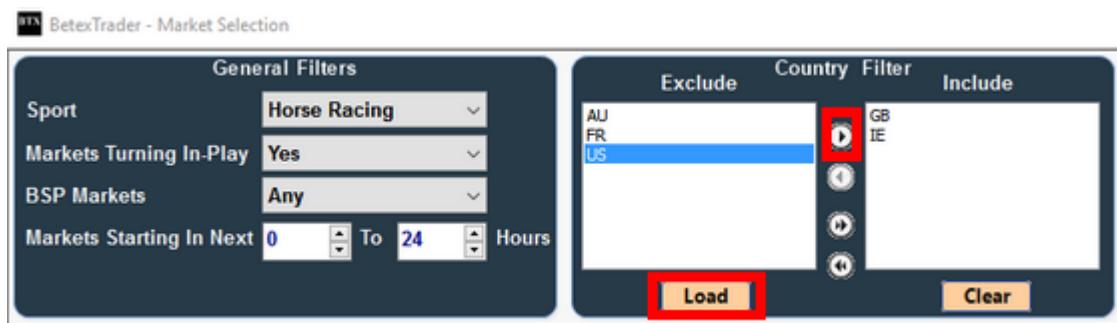 BTX BetexTrader - Market Selection
General Filters
Sport Horse Racing
Markets Turning In-Play Yes
BSP Markets Any
Markets Starting In Next 0 To 24 Hours
Country Filter
Exclude Include
AU
FR
US
GB
IE
Load Clear